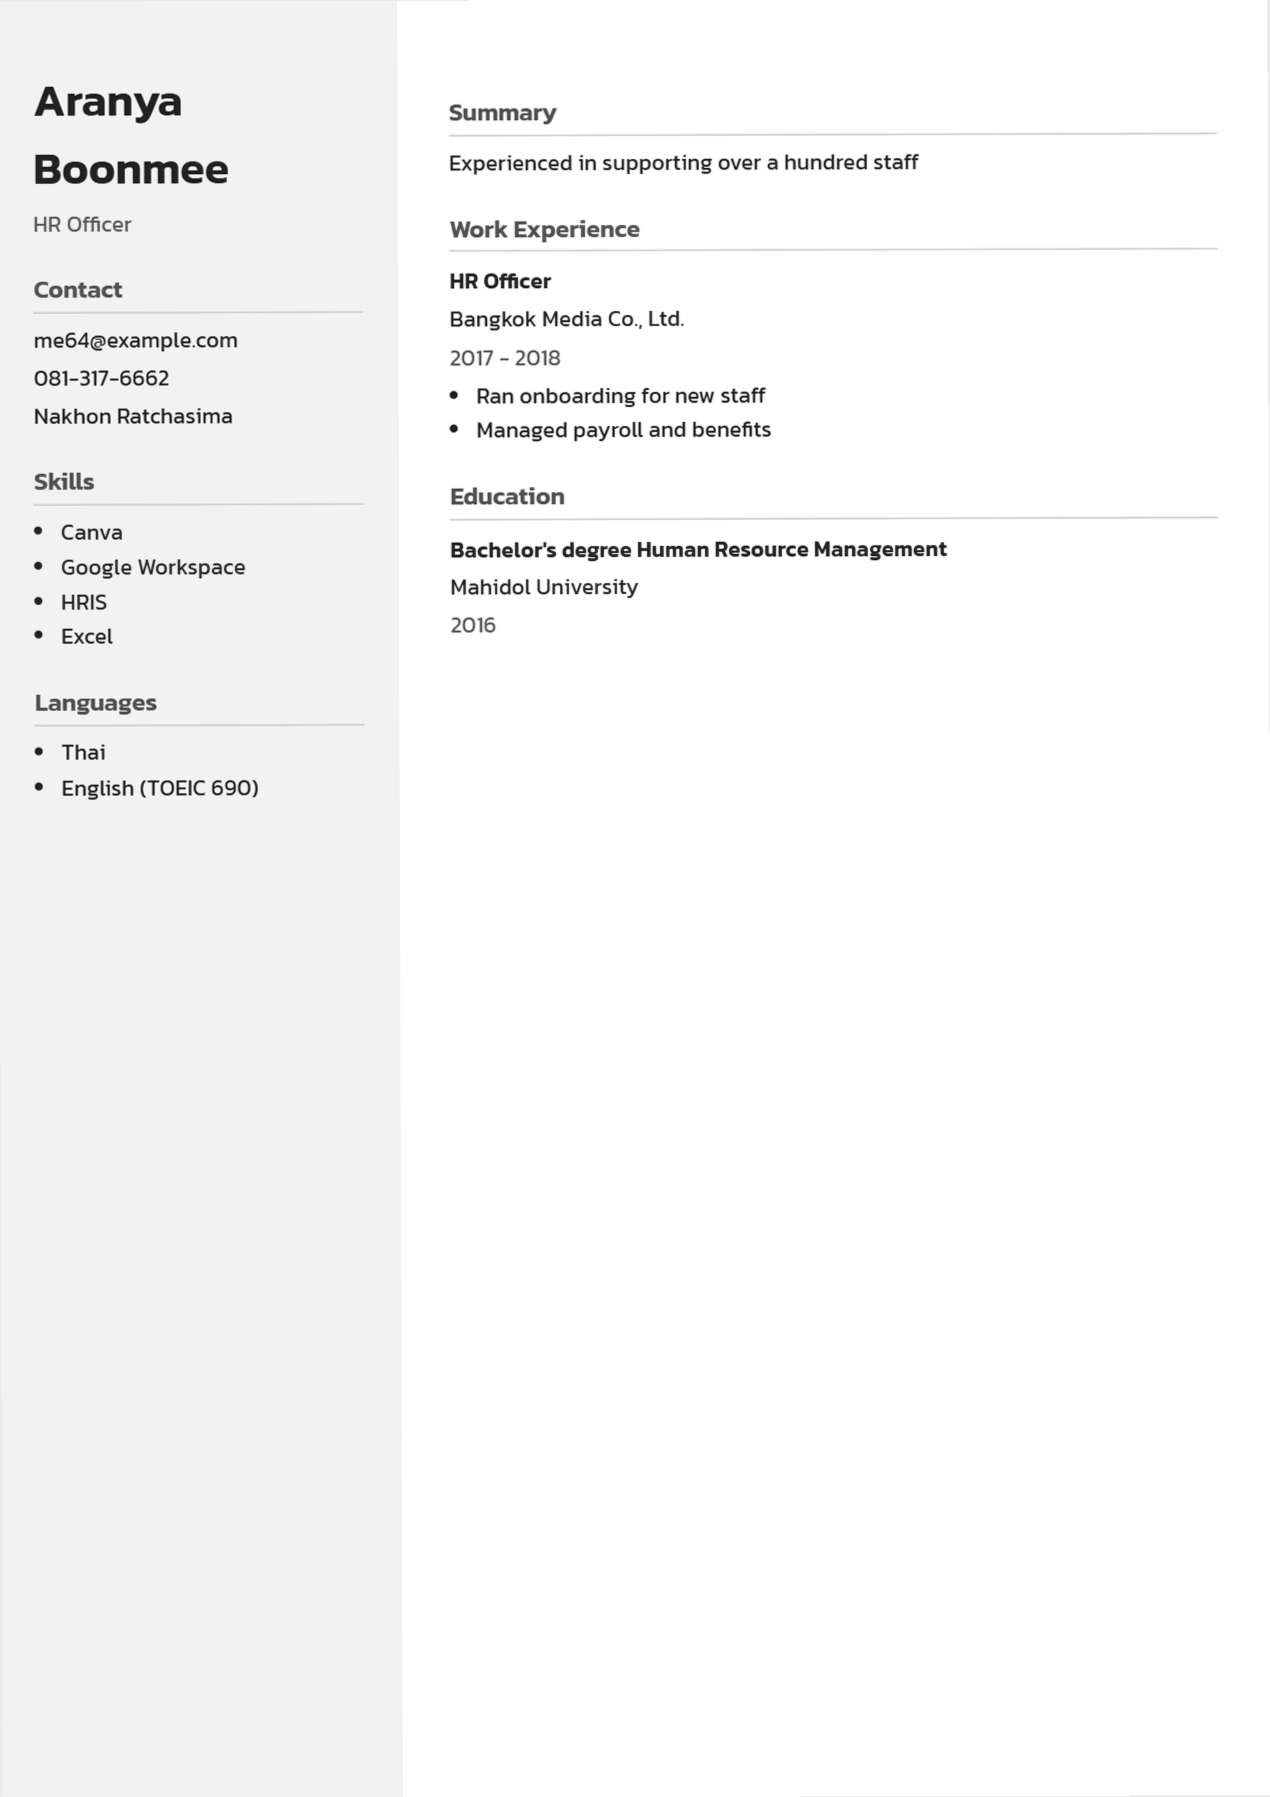 Aranya
Boonmee
HR Officer
Contact
me64@example.com
081-317-6662
Nakhon Ratchasima
Skills
• Canva
• Google Workspace
• HRIS
• Excel
Languages
• Thai
• English (TOEIC 690)
Summary
Experienced in supporting over a hundred staff
Work Experience
HR Officer
Bangkok Media Co., Ltd.
2017 - 2018
• Ran onboarding for new staff
• Managed payroll and benefits
Education
Bachelor's degree Human Resource Management
Mahidol University
2016